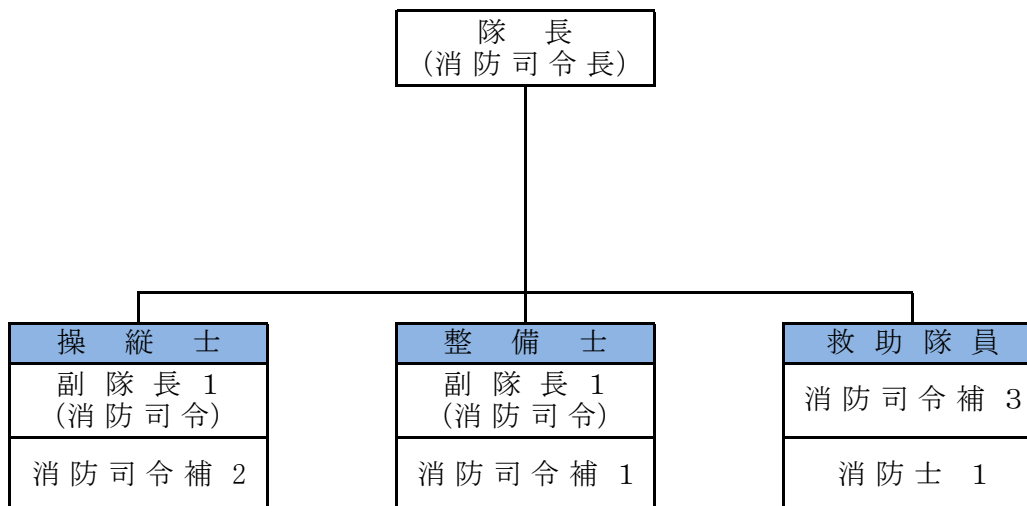 隊長
(消防司令長)
操縦士
副隊長1
(消防司令)
消防司令補 2
整備士
副隊長1
(消防司令)
消防司令補 1
救助隊員
消防司令補 3
消防士 1